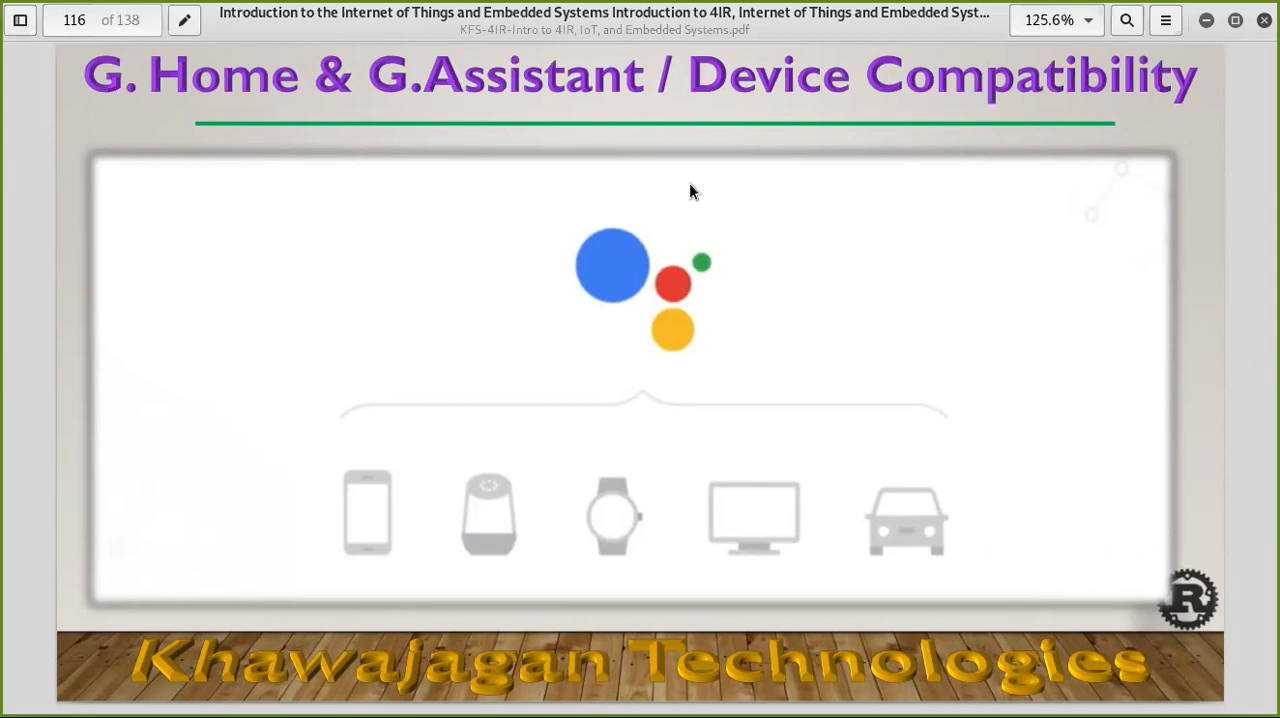 116 of 138
Introduction to the Internet of Things and Embedded Systems Introduction to 4IR, Internet of Things and Embedded Syst...
KFS-4IR-Intro to 4IR, IoT, and Embedded Systems.pdf
125.6%
G. Home & G.Assistant / Device Compatibility
R
Khawajagan Technologies